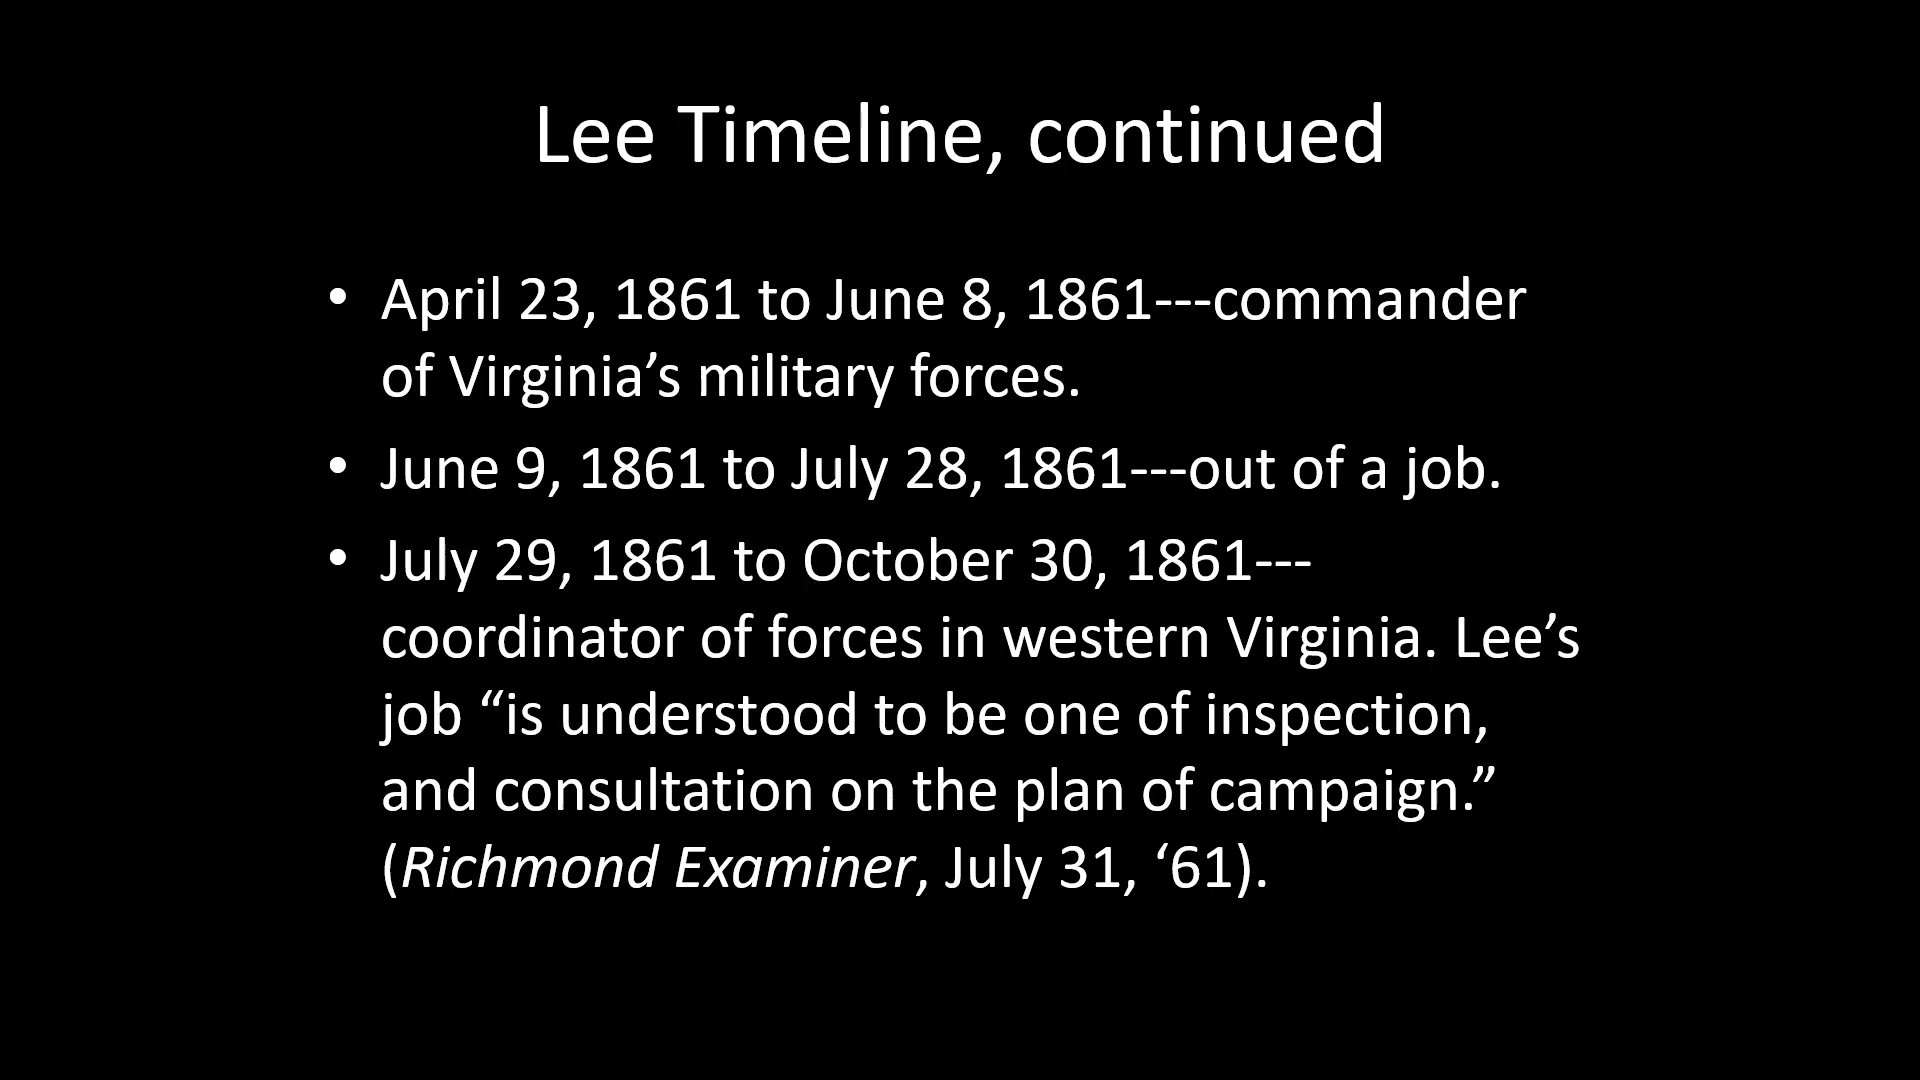 Lee Timeline, continued
• April 23, 1861 to June 8, 1861---commander
of Virginia’s military forces.
• June 9, 1861 to July 28, 1861---out of a job.
• July 29, 1861 to October 30, 1861---
coordinator of forces in western Virginia. Lee’s
job “is understood to be one of inspection,
and consultation on the plan of campaign.”
(Richmond Examiner, July 31, ‘61).